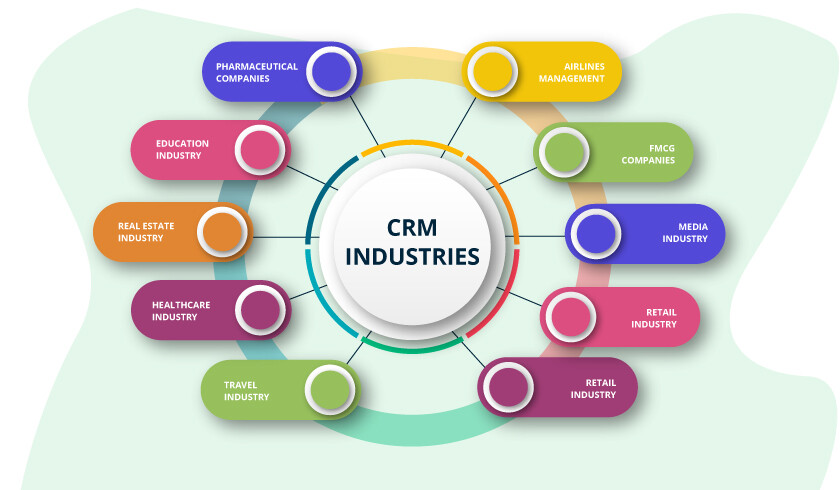 PHARMACEUTICAL
COMPANIES
AIRLINES
MANAGEMENT
EDUCATION
INDUSTRY
FMCG
COMPANIES
REAL ESTATE
INDUSTRY
CRM
INDUSTRIES
MEDIA
INDUSTRY
HEALTHCARE
INDUSTRY
RETAIL
INDUSTRY
TRAVEL
INDUSTRY
RETAIL
INDUSTRY